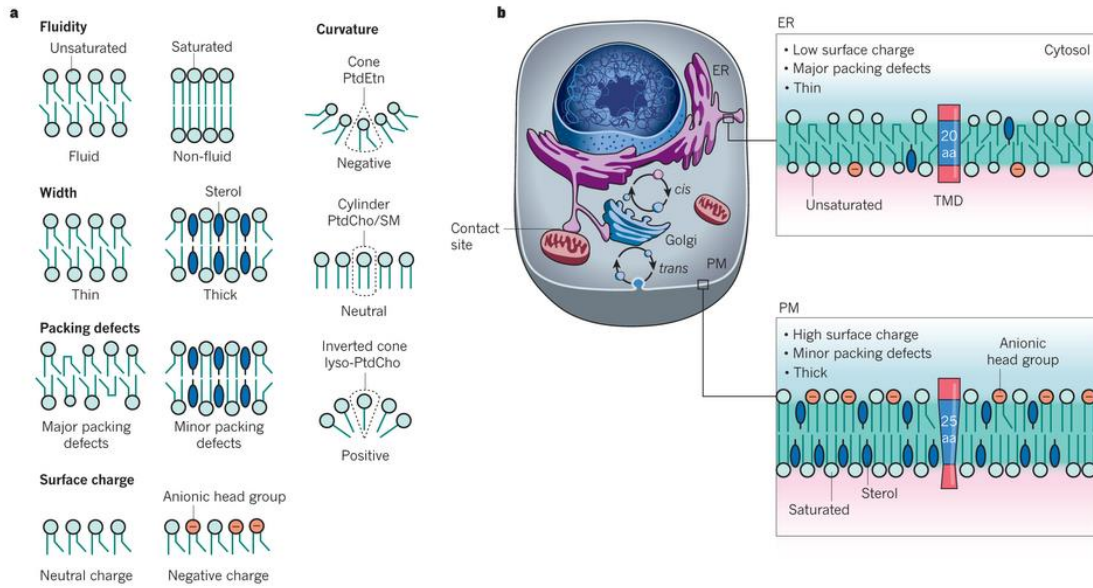 a
Fluidity
Unsaturated
Saturated
Fluid
Non-fluid
Width
Sterol
Thin
Thick
Packing defects
Major packing
defects
Minor packing
defects
Surface charge
Anionic head group
Neutral charge
Negative charge
Curvature
Cone
PtdEtn
Negative
Cylinder
PtdCho/SM
Neutral
Inverted cone
lyso-PtdCho
Positive
b
ER
cis
Golgi
trans
PM
Contact
site
ER
• Low surface charge
• Major packing defects
• Thin
Cytosol
20
aa
Unsaturated
TMD
PM
• High surface charge
• Minor packing defects
• Thick
Anionic
head group
25
aa
Sterol
Saturated